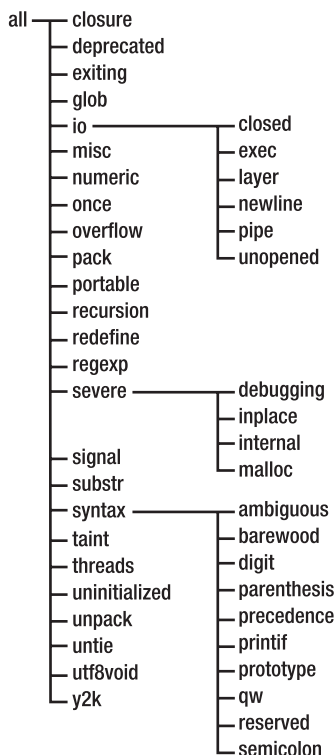 all closure
deprecated
exiting
glob
io closed
misc exec
numeric layer
once newline
overflow pipe
pack unopened
portable
recursion
redefine
regexp
severe debugging
inplace
internal
signal malloc
substr
syntax ambiguous
taint barewood
threads digit
uninitialized parenthesis
unpack precedence
untie printif
utf8void prototype
y2k qw
reserved
semicolon